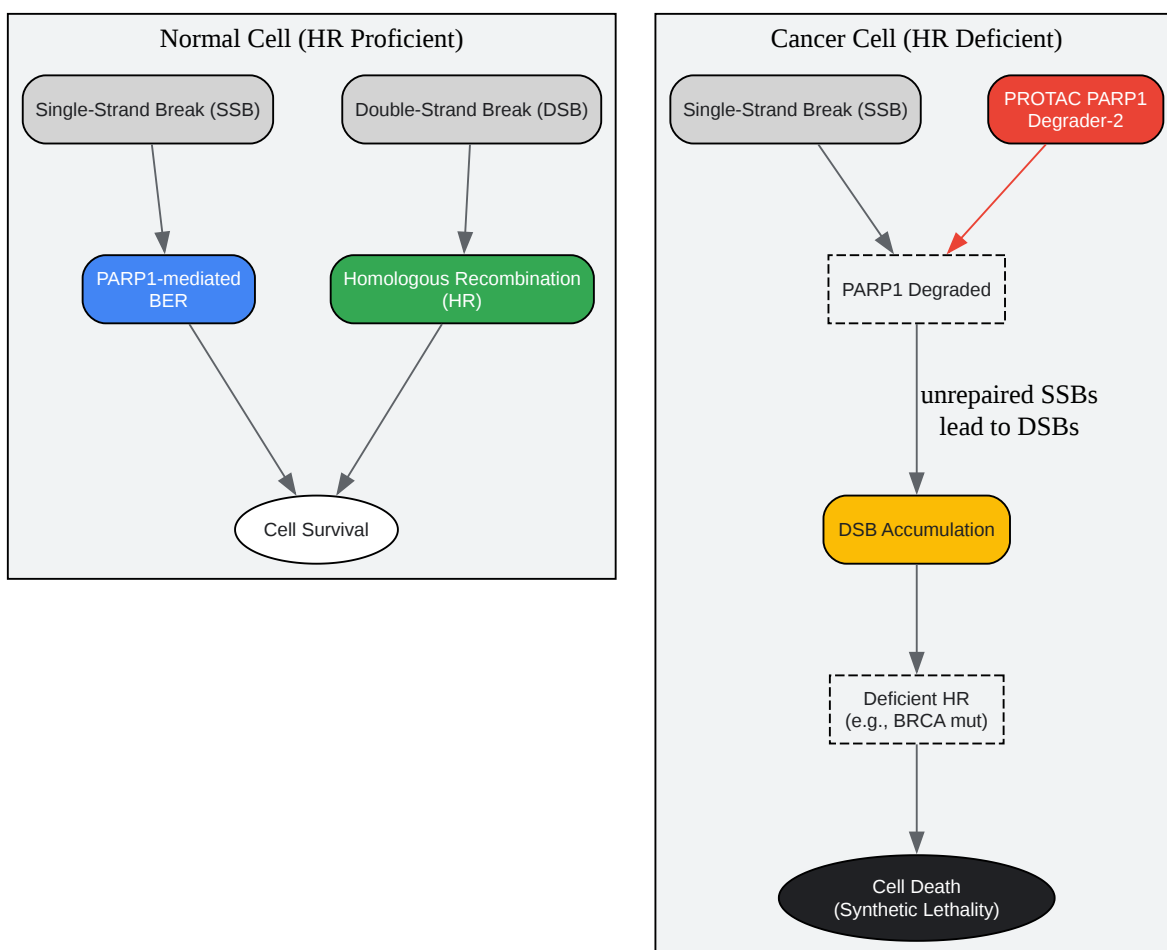 Normal Cell (HR Proficient)
Single-Strand Break (SSB)
Double-Strand Break (DSB)
PARP1-mediated
BER
Homologous Recombination
(HR)
Cell Survival
Cancer Cell (HR Deficient)
Single-Strand Break (SSB)
PROTAC PARP1
Degrader-2
PARP1 Degraded
unrepaired SSBs
lead to DSBs
DSB Accumulation
Deficient HR
(e.g., BRCA mut)
Cell Death
(Synthetic Lethality)